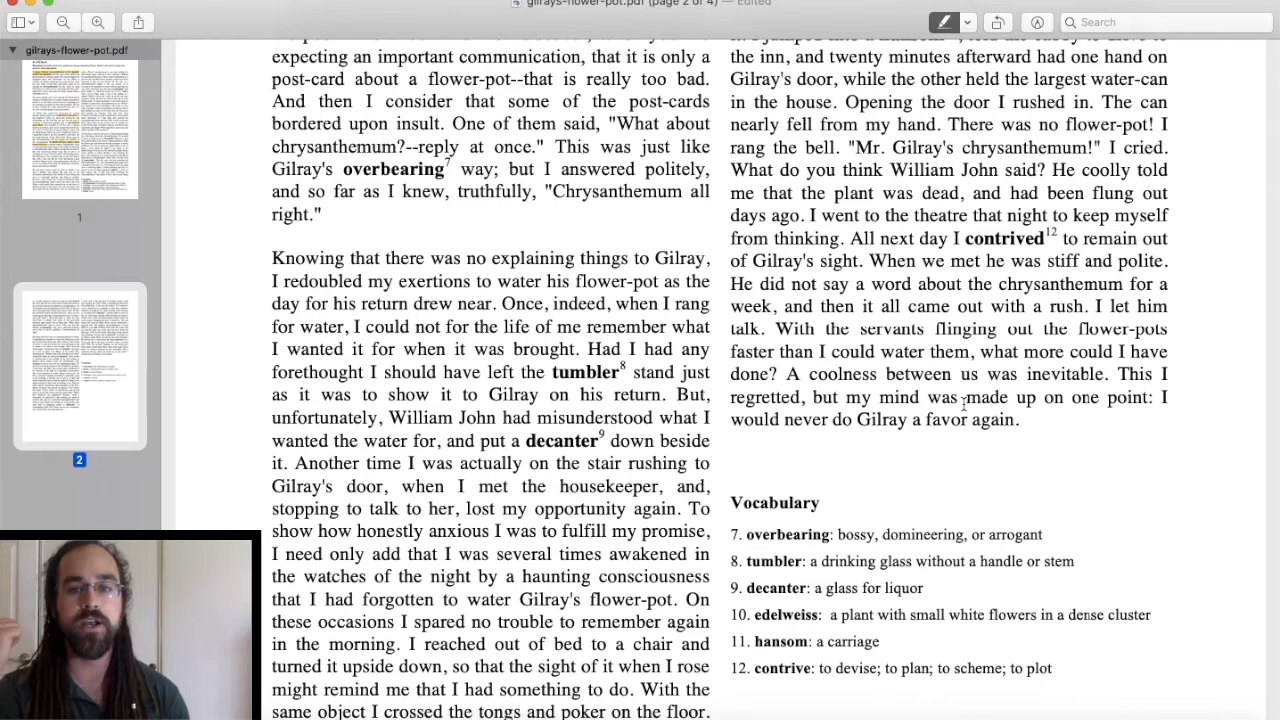 gilrays-flower-pot.pdf (page 2 of 4) — Edited
Search
gilrays-flower-pot.pdf
1
2
expecting an important communication, that it is only a
post-card about a flower-pot--that is really too bad.
And then I consider that some of the post-cards
bordered upon insult. One of them said, "What about
chrysanthemum?--reply at once." This was just like
Gilray's overbearing7 way; but I answered politely,
and so far as I knew, truthfully, "Chrysanthemum all
right."
Knowing that there was no explaining things to Gilray,
I redoubled my exertions to water his flower-pot as the
day for his return drew near. Once, indeed, when I rang
for water, I could not for the life of me remember what
I wanted it for when it was brought. Had I had any
forethought I should have left the tumbler8 stand just
as it was to show it to Gilray on his return. But,
unfortunately, William John had misunderstood what I
wanted the water for, and put a decanter9 down beside
it. Another time I was actually on the stair rushing to
Gilray's door, when I met the housekeeper, and,
stopping to talk to her, lost my opportunity again. To
show how honestly anxious I was to fulfill my promise,
I need only add that I was several times awakened in
the watches of the night by a haunting consciousness
that I had forgotten to water Gilray's flower-pot. On
these occasions I spared no trouble to remember again
in the morning. I reached out of bed to a chair and
turned it upside down, so that the sight of it when I rose
might remind me that I had something to do. With the
same object I crossed the tongs and poker on the floor.
the inn, and twenty minutes afterward had one hand on
Gilray's door, while the other held the largest water-can
in the house. Opening the door I rushed in. The can
nearly fell from my hand. There was no flower-pot! I
rang the bell. "Mr. Gilray's chrysanthemum!" I cried.
What do you think William John said? He coolly told
me that the plant was dead, and had been flung out
days ago. I went to the theatre that night to keep myself
from thinking. All next day I contrived12 to remain out
of Gilray's sight. When we met he was stiff and polite.
He did not say a word about the chrysanthemum for a
week, and then it all came out with a rush. I let him
talk. With the servants flinging out the flower-pots
faster than I could water them, what more could I have
done? A coolness between us was inevitable. This I
regretted, but my mind was made up on one point: I
would never do Gilray a favor again.
Vocabulary
7. overbearing: bossy, domineering, or arrogant
8. tumbler: a drinking glass without a handle or stem
9. decanter: a glass for liquor
10. edelweiss: a plant with small white flowers in a dense cluster
11. hansom: a carriage
12. contrive: to devise; to plan; to scheme; to plot